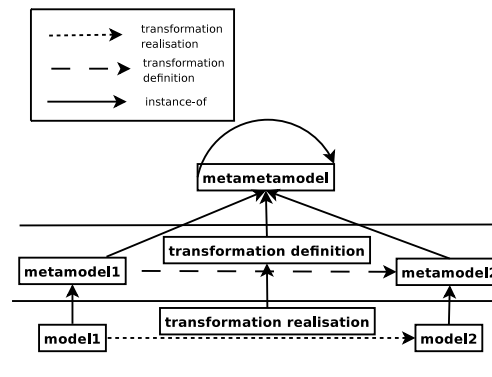 transformation
realisation
transformation
definition
instance-of
metametamodel
transformation definition
metamodel1
metamodel2
transformation realisation
model1
model2